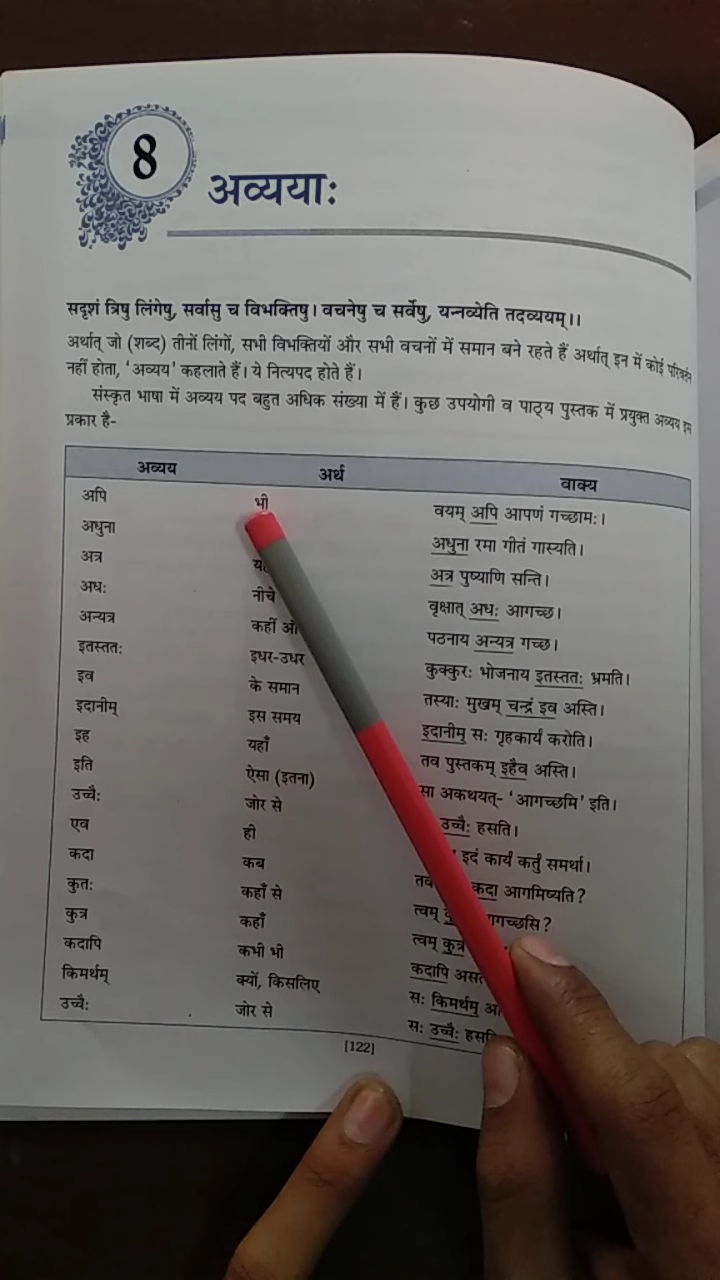 8
अव्ययाः
सदृशं त्रिषु लिंगेषु, सर्वासु च विभक्तिषु। वचनेषु च सर्वेषु, यन्नव्येति तदव्ययम्।।
अर्थात् जो (शब्द) तीनों लिंगों, सभी विभक्तियों और सभी वचनों में समान बने रहते हैं अर्थात् इन में कोई परिवर्तन
नहीं होता, 'अव्यय' कहलाते हैं। ये नित्यपद होते हैं।
संस्कृत भाषा में अव्यय पद बहुत अधिक संख्या में हैं। कुछ उपयोगी व पाठ्य पुस्तक में प्रयुक्त अव्यय इस
प्रकार है-
अव्यय अर्थ वाक्य
अपि भी वयम् अपि आपणं गच्छामः।
अधुना अधुना रमा गीतं गास्यति।
अत्र अत्र पुष्पाणि सन्ति।
अधः नीचे वृक्षात् अधः आगच्छ।
अन्यत्र कहीं पठनाय अन्यत्र गच्छ।
इतस्ततः इधर-उधर कुक्कुरः भोजनाय इतस्ततः भ्रमति।
इव के समान तस्याः मुखम् चन्द्रं इव अस्ति।
इदानीम् इस समय इदानीम् सः गृहकार्यं करोति।
इह यहाँ तव पुस्तकम् इहैव अस्ति।
इति ऐसा (इतना) सा अकथयत्- 'आगच्छमि' इति।
उच्चैः जोर से उच्चैः हसति।
एव ही इदं कार्यं कर्तुं समर्था।
कदा कब कदा आगमिष्यति?
कुतः कहाँ से त्वम्
कुत्र कहाँ त्वम् कुत्र
कदापि कभी भी कदापि
किमर्थम् क्यों, किसलिए सः किमर्थम्
उच्चैः जोर से सः उच्चैः
[122]